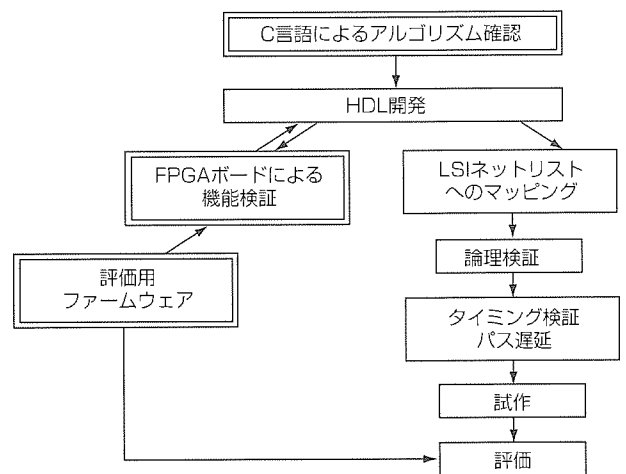 C言語によるアルゴリズム確認
HDL開発
FPGAボードによる
機能検証
LSIネットリスト
へのマッピング
論理検証
評価用
ファームウェア
タイミング検証
パス遅延
試作
評価